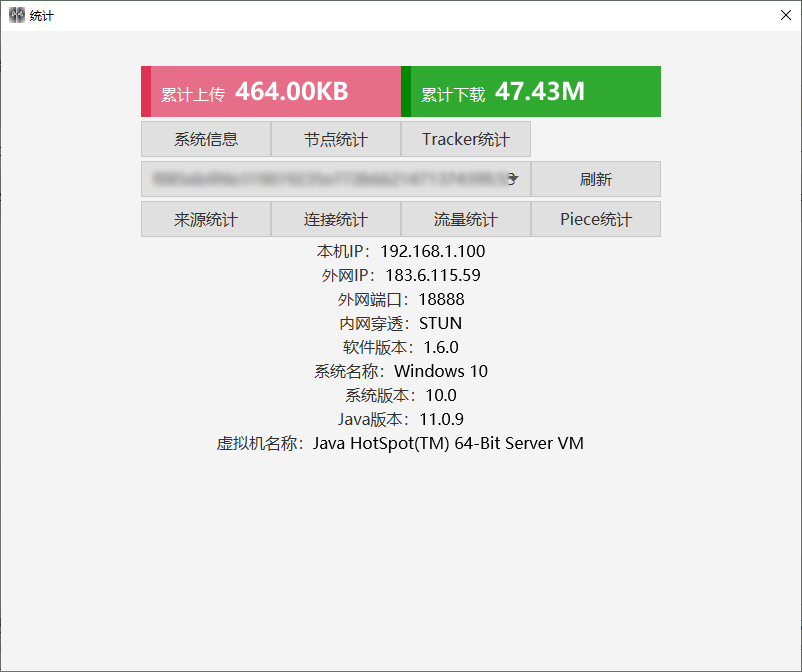 统计
累计上传 464.00KB 累计下载 47.43M
系统信息 节点统计 Tracker统计
刷新
来源统计 连接统计 流量统计 Piece统计
本机IP：192.168.1.100
外网IP：183.6.115.59
外网端口：18888
内网穿透：STUN
软件版本：1.6.0
系统名称：Windows 10
系统版本：10.0
Java版本：11.0.9
虚拟机名称：Java HotSpot(TM) 64-Bit Server VM